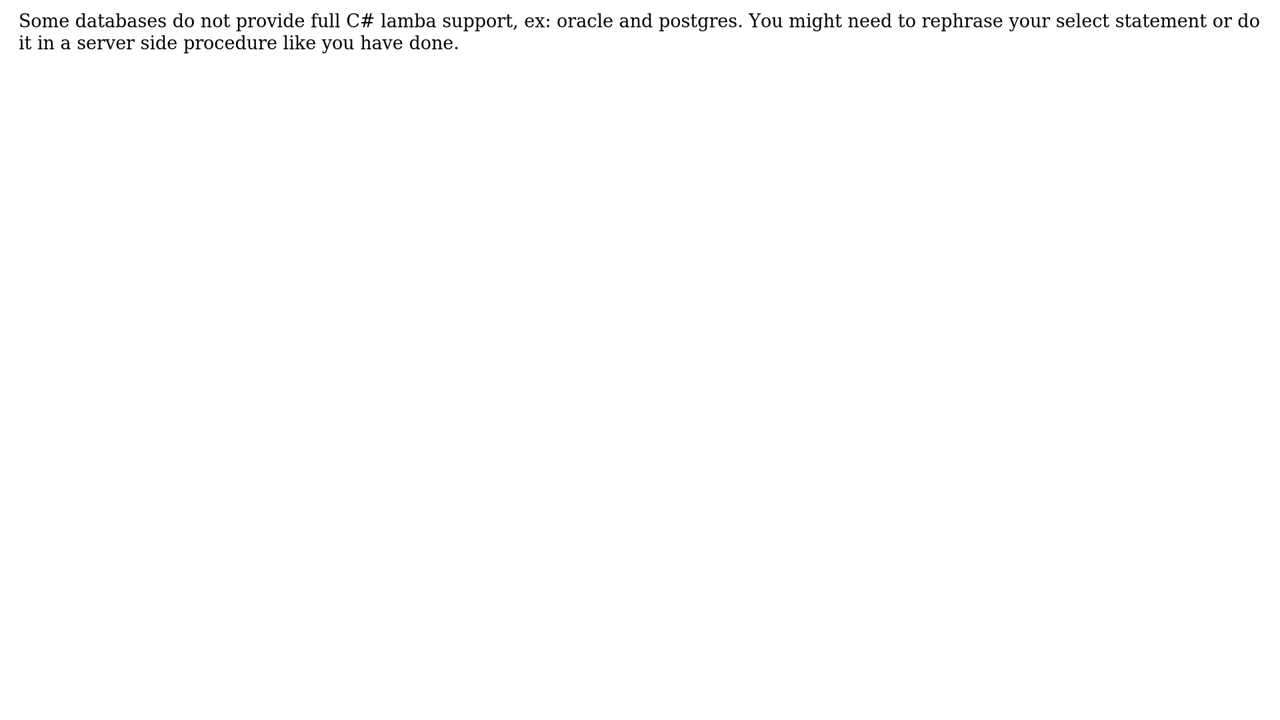 Some databases do not provide full C# lamba support, ex: oracle and postgres. You might need to rephrase your select statement or do
it in a server side procedure like you have done.